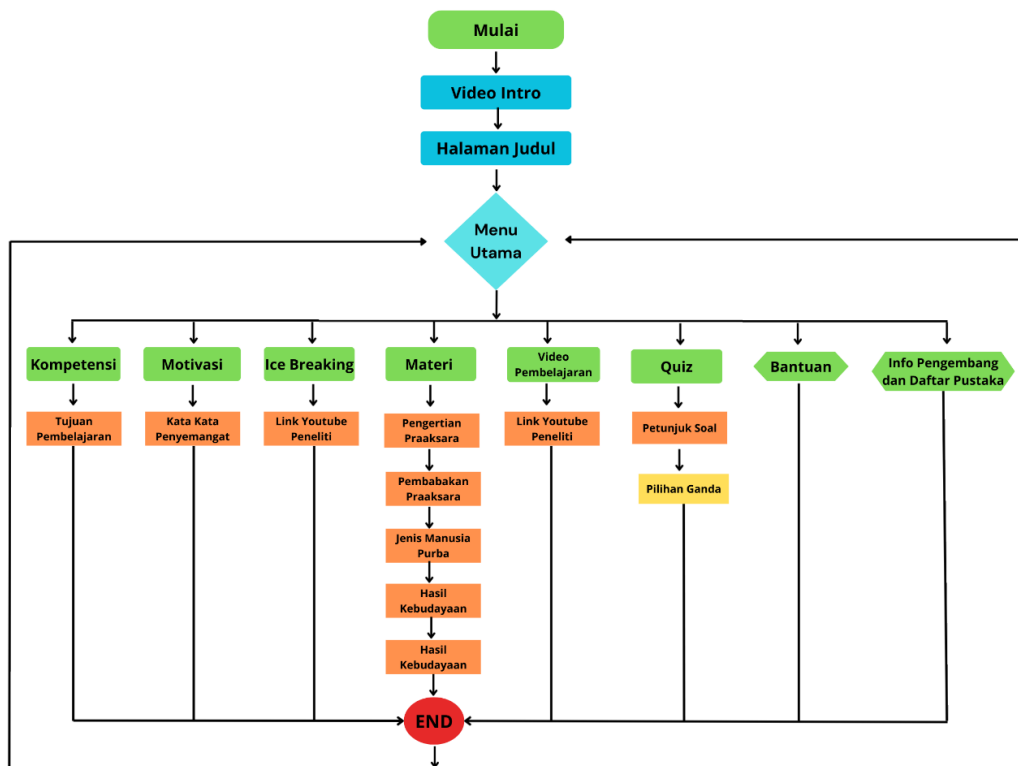 Mulai
Video Intro
Halaman Judul
Menu
Utama
Kompetensi
Motivasi
Ice Breaking
Materi
Video
Pembelajaran
Quiz
Bantuan
Info Pengembang
dan Daftar Pustaka
Tujuan
Pembelajaran
Kata Kata
Penyemangat
Link Youtube
Peneliti
Pengertian
Praaksara
Link Youtube
Peneliti
Petunjuk Soal
Pembabakan
Praaksara
Pilihan Ganda
Jenis Manusia
Purba
Hasil
Kebudayaan
Hasil
Kebudayaan
END